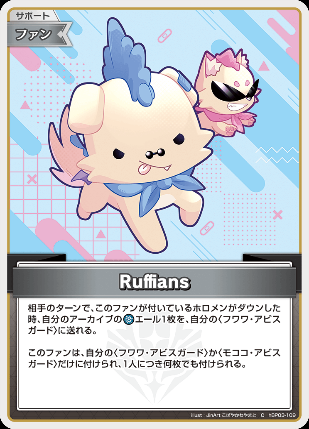 サポート
ファン
Ruffians
相手のターンで、このファンが付いているホロメンがダウンした
時、自分のアーカイブの青エール1枚を、自分の〈フワワ・アビス
ガード〉に送れる。
このファンは、自分の〈フワワ・アビスガード〉か〈モココ・アビス
ガード〉だけに付けられ、1人につき何枚でも付けられる。
Illust
C hBP03-109